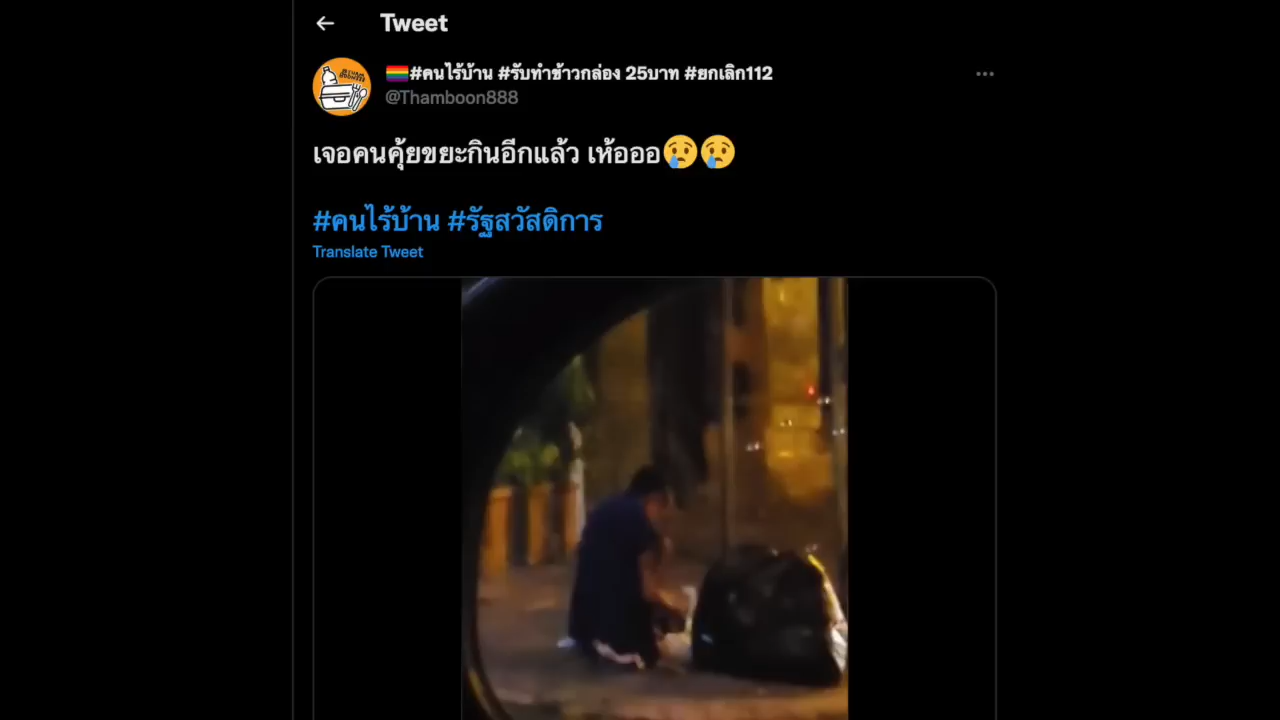 Tweet
#คนไร้บ้าน #รับทำข้าวกล่อง 25บาท #ยกเลิก112
@Thamboon888
เจอคนคุ้ยขยะกินอีกแล้ว เห้อออ😢😢
#คนไร้บ้าน #รัฐสวัสดิการ
Translate Tweet